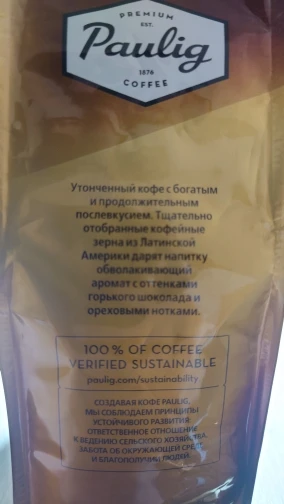 PREMIUM
EST.
Paulig
1876
COFFEE
Утонченный кофе с богатым
и продолжительным
послевкусием. Тщательно
отобранные кофейные
зерна из Латинской
Америки дарят напитку
обволакивающий
аромат с оттенками
горького шоколада и
ореховыми нотками.
100 % OF COFFEE
VERIFIED SUSTAINABLE
paulig.com/sustainability
СОЗДАВАЯ КОФЕ PAULIG,
МЫ СОБЛЮДАЕМ ПРИНЦИПЫ
УСТОЙЧИВОГО РАЗВИТИЯ:
ОТВЕТСТВЕННОЕ ОТНОШЕНИЕ
К ВЕДЕНИЮ СЕЛЬСКОГО ХОЗЯЙСТВА,
ЗАБОТА ОБ ОКРУЖАЮЩЕЙ СРЕДЕ
И БЛАГОПОЛУЧИИ ЛЮДЕЙ.